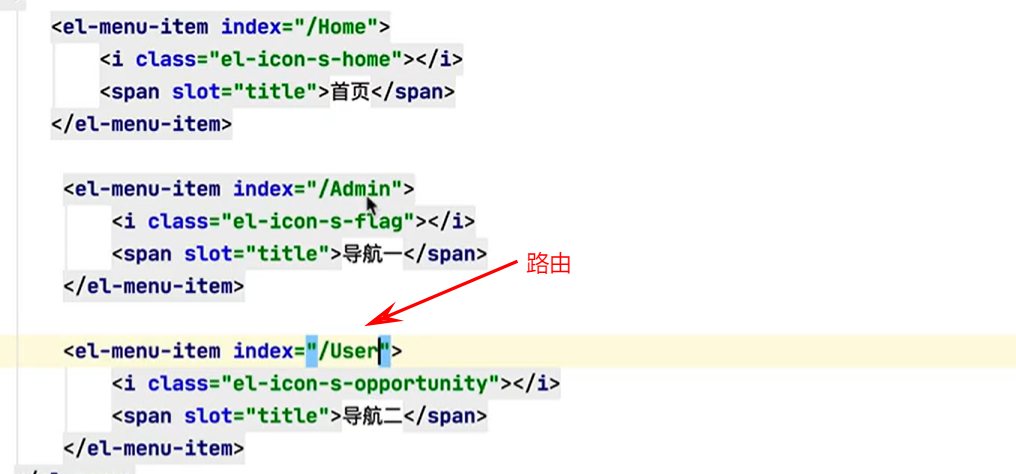 <el-menu-item index="/Home">
<i class="el-icon-s-home"></i>
<span slot="title">首页</span>
</el-menu-item>
<el-menu-item index="/Admin">
<i class="el-icon-s-flag"></i>
<span slot="title">导航一</span>
</el-menu-item>
路由
<el-menu-item index="/User">
<i class="el-icon-s-opportunity"></i>
<span slot="title">导航二</span>
</el-menu-item>